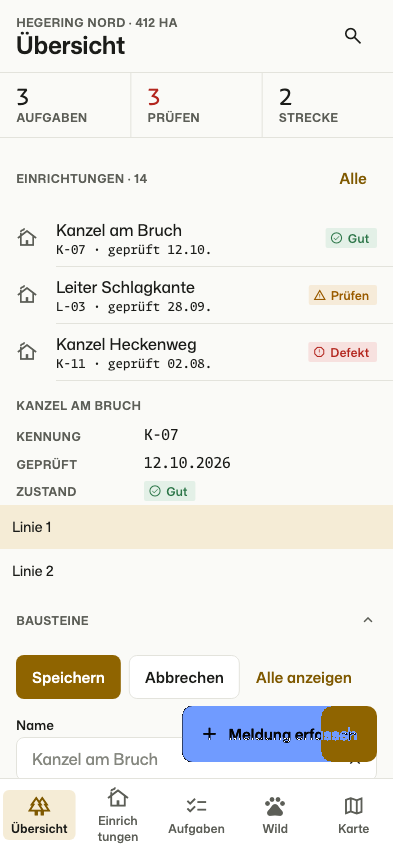 HEGERING NORD · 412 HA
Übersicht
3
AUFGABEN
3
PRÜFEN
2
STRECKE
EINRICHTUNGEN · 14
Alle
Kanzel am Bruch
K-07 · geprüft 12.10.
Gut
Leiter Schlagkante
L-03 · geprüft 28.09.
Prüfen
Kanzel Heckenweg
K-11 · geprüft 02.08.
Defekt
KANZEL AM BRUCH
KENNUNG
K-07
GEPRÜFT
12.10.2026
ZUSTAND
Gut
Linie 1
Linie 2
BAUSTEINE
Speichern
Abbrechen
Alle anzeigen
Name
Meldung
Kanzel am Bruch
Übersicht
Einrich
tungen
Aufgaben
Wild
Karte